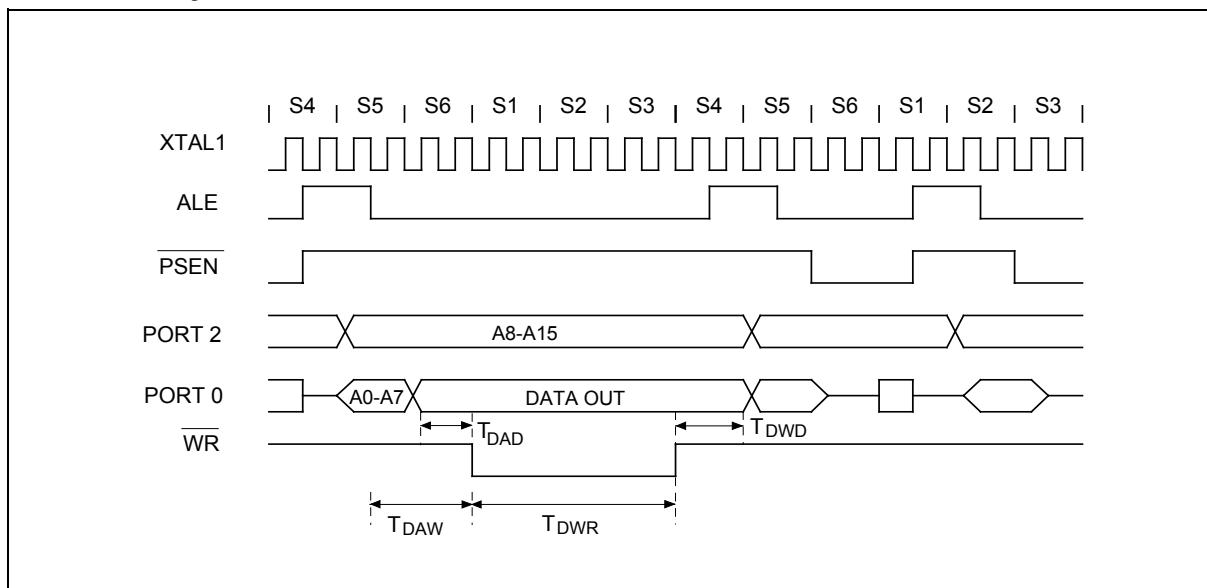 S4 S5 S6 S1 S2 S3 S4 S5 S6 S1 S2 S3
XTAL1
ALE
PSEN
PORT 2 A8-A15
PORT 0 A0-A7 DATA OUT
WR TDAD TDWD
TDAW TDWR